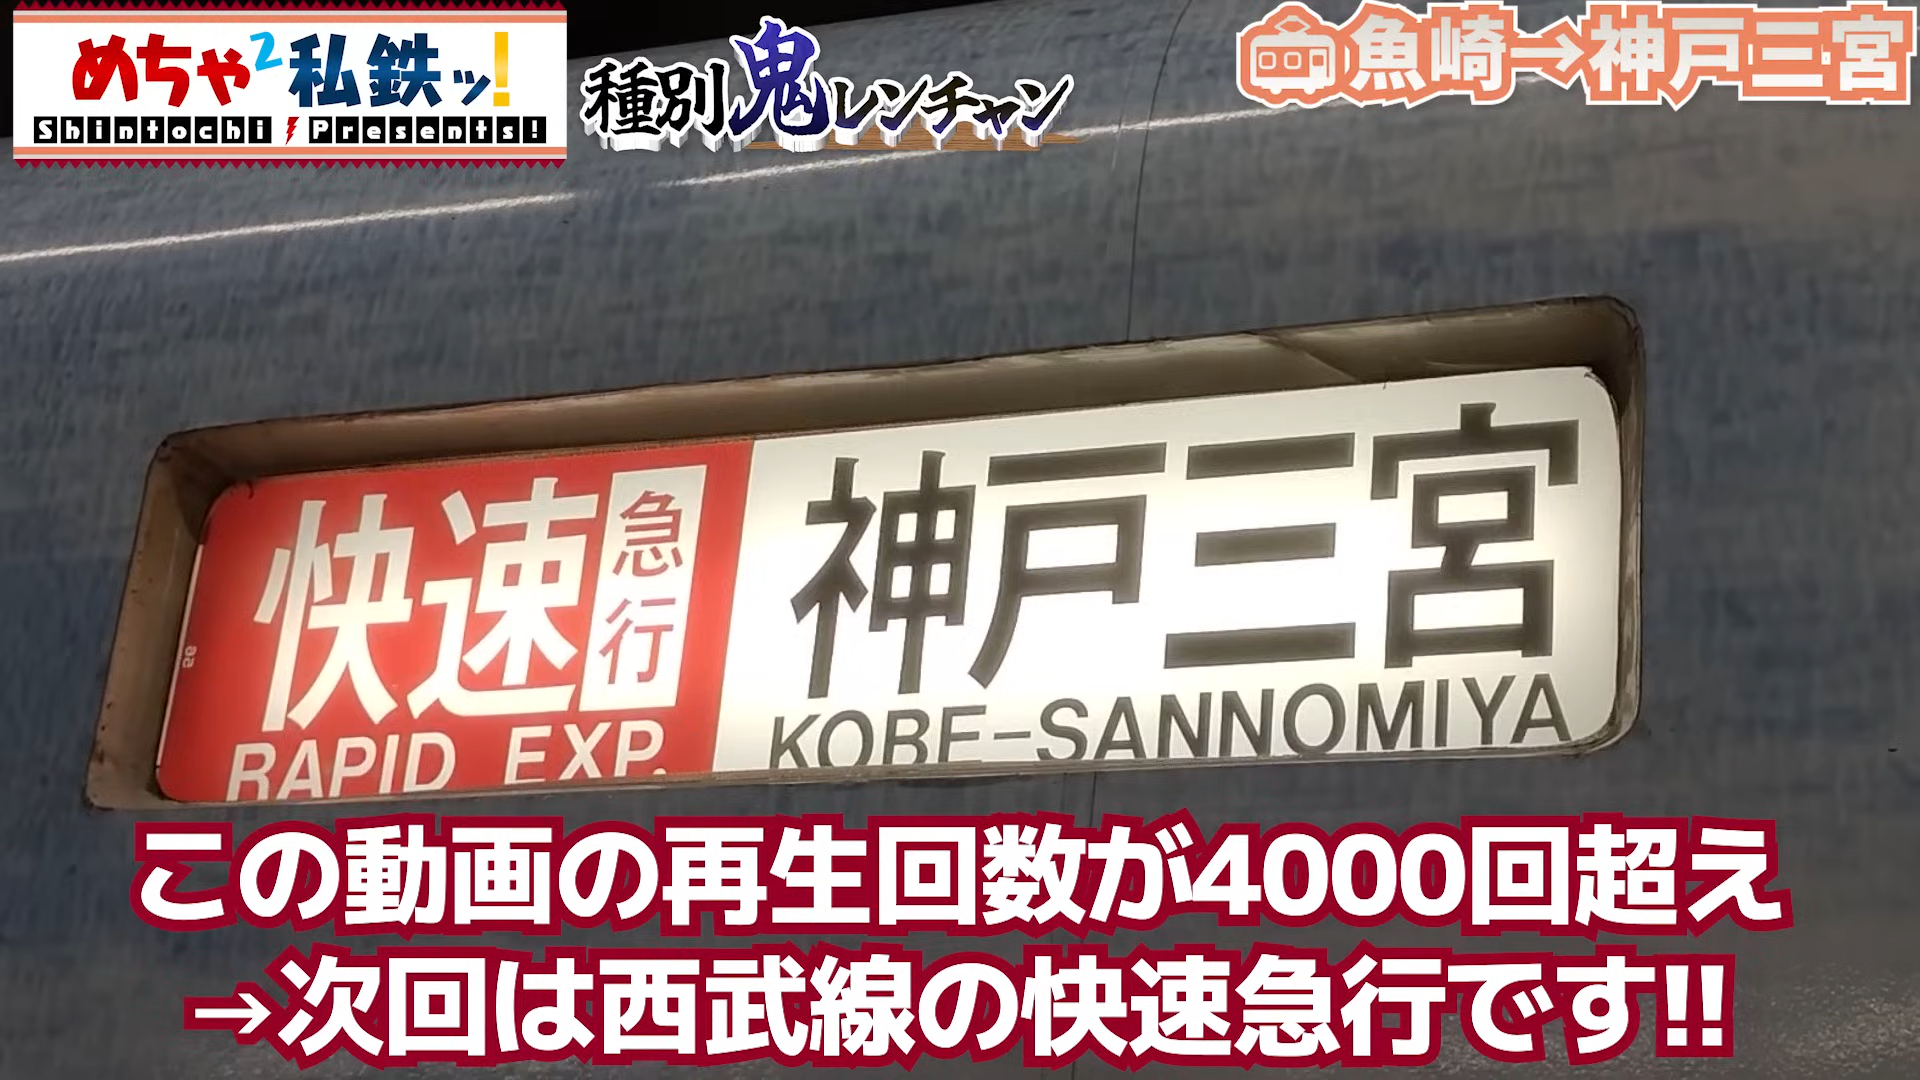 めちゃ2私鉄ッ!
Shintochi Presents!
種別鬼レンチャン
魚崎→神戸三宮
快速急行
RAPID EXP.
神戸三宮
KOBE-SANNOMIYA
この動画の再生回数が4000回超え
→次回は西武線の快速急行です!!